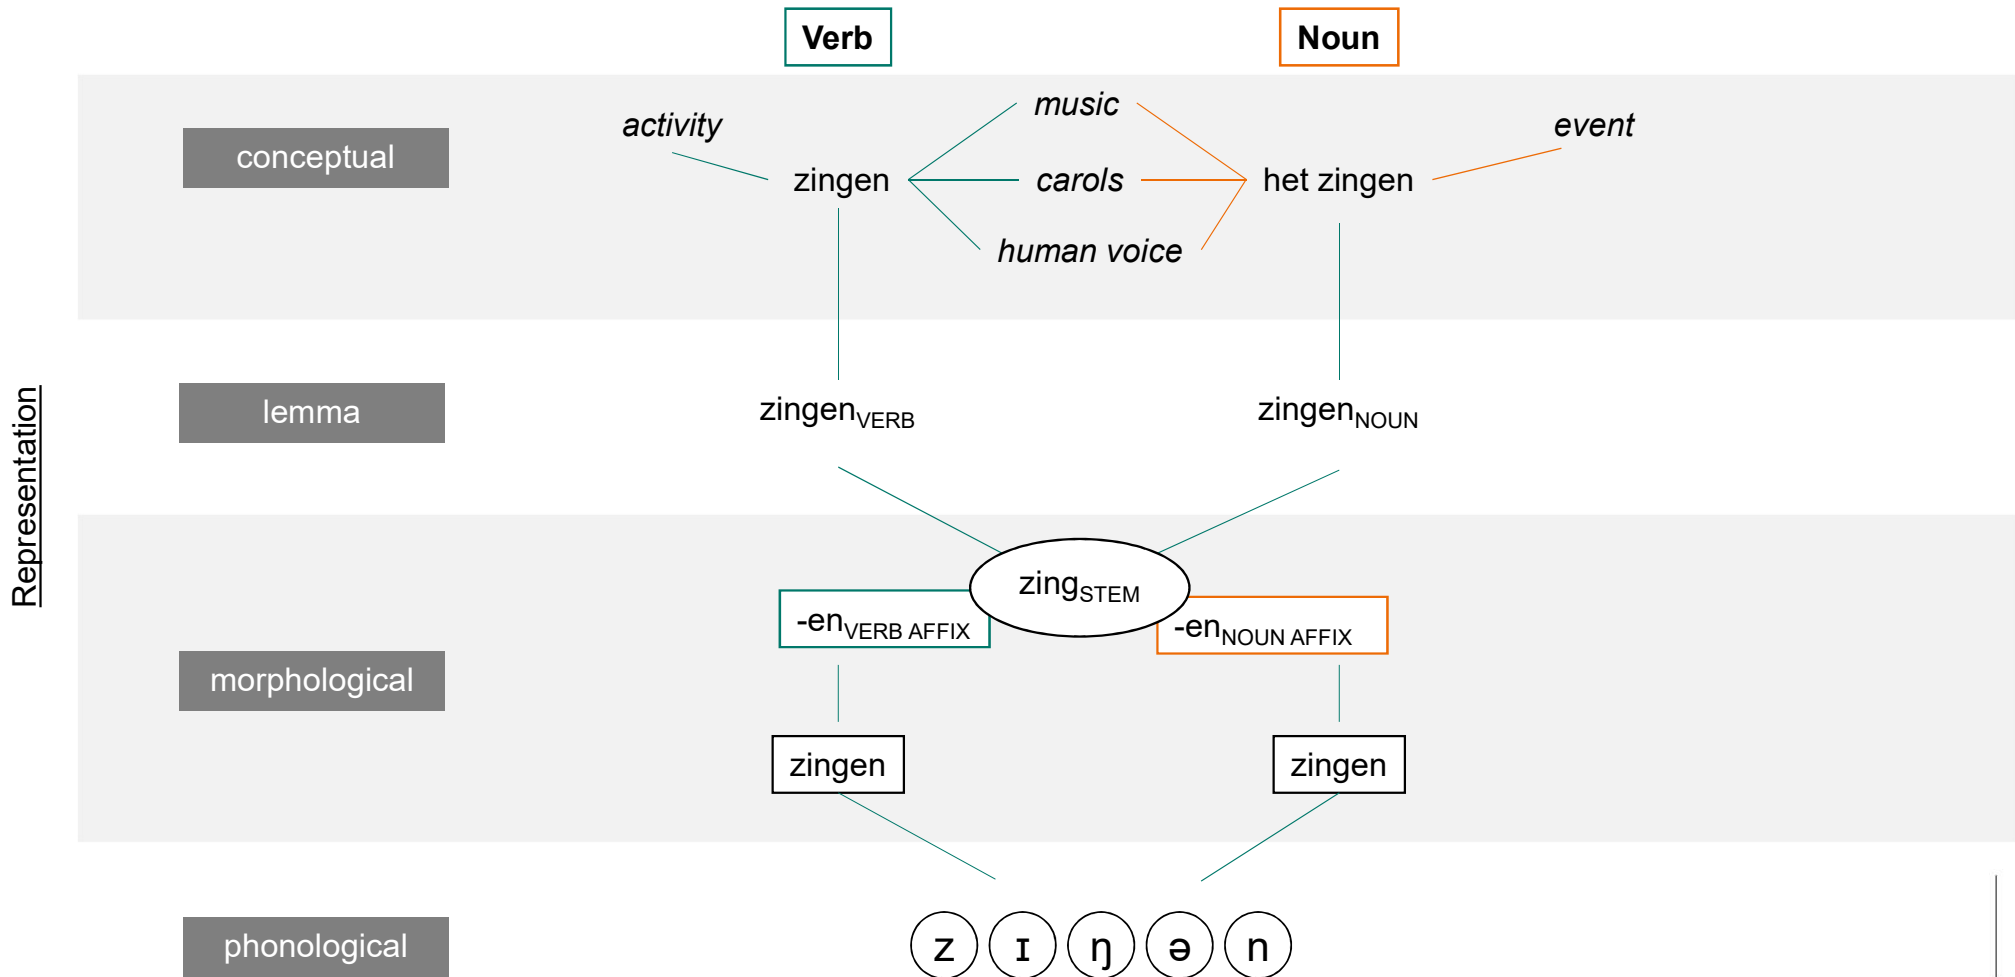 Verb Noun
music
activity event
conceptual zingen carols het zingen
human voice
Representation
lemma zingenVERB zingenNOUN
zingSTEM
-enVERB AFFIX -enNOUN AFFIX
morphological
zingen zingen
phonological z ɪ ŋ ə n